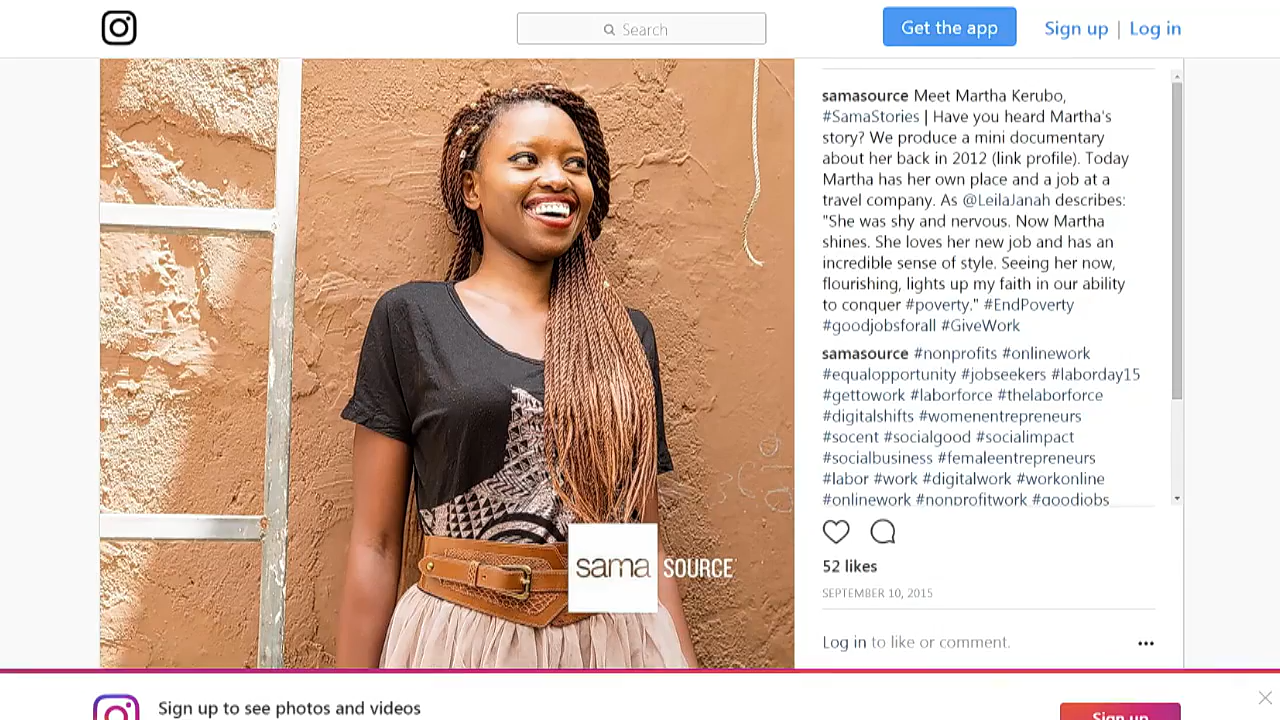 Search
Get the app
Sign up | Log in
samasource Meet Martha Kerubo,
#SamaStories | Have you heard Martha's
story? We produce a mini documentary
about her back in 2012 (link profile). Today
Martha has her own place and a job at a
travel company. As @LeilaJanah describes:
"She was shy and nervous. Now Martha
shines. She loves her new job and has an
incredible sense of style. Seeing her now,
flourishing, lights up my faith in our ability
to conquer #poverty." #EndPoverty
#goodjobsforall #GiveWork
samasource #nonprofits #onlinework
#equalopportunity #jobseekers #laborday15
#gettowork #laborforce #thelaborforce
#digitalshifts #womenentrepreneurs
#socent #socialgood #socialimpact
#socialbusiness #femaleentrepreneurs
#labor #work #digitalwork #workonline
#onlinework #nonprofitwork #goodjobs
sama SOURCE
52 likes
SEPTEMBER 10, 2015
Log in to like or comment.
Sign up to see photos and videos
Sign up